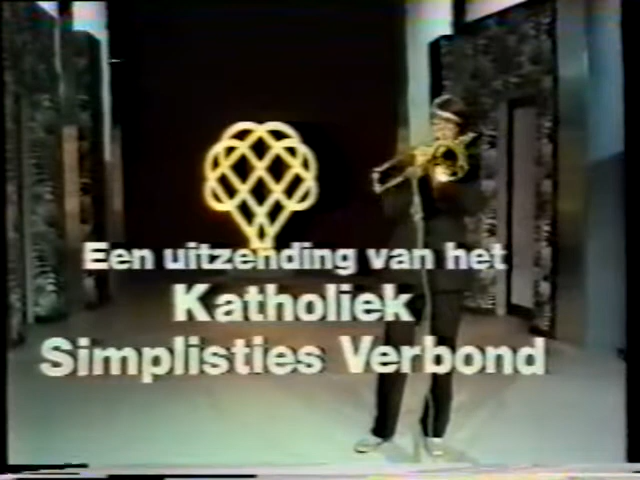 Een uitzending van het
Katholiek
Simplisties Verbond